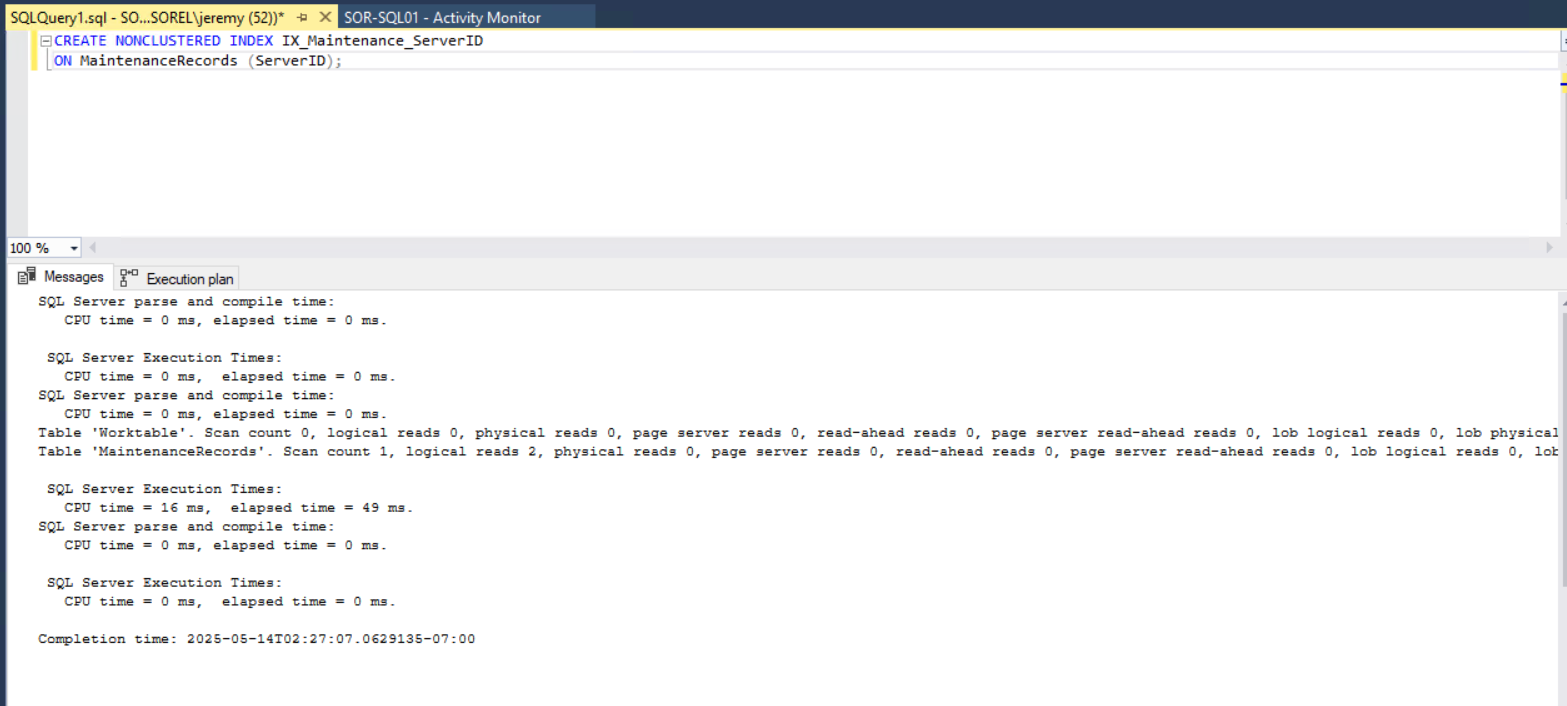 SQLQuery1.sql - SO...SOREL\jeremy (52))* SOR-SQL01 - Activity Monitor
CREATE NONCLUSTERED INDEX IX_Maintenance_ServerID
ON MaintenanceRecords (ServerID);
100 %
Messages Execution plan
SQL Server parse and compile time:
CPU time = 0 ms, elapsed time = 0 ms.
SQL Server Execution Times:
CPU time = 0 ms, elapsed time = 0 ms.
SQL Server parse and compile time:
CPU time = 0 ms, elapsed time = 0 ms.
Table 'Worktable'. Scan count 0, logical reads 0, physical reads 0, page server reads 0, read-ahead reads 0, page server read-ahead reads 0, lob logical reads 0, lob physical
Table 'MaintenanceRecords'. Scan count 1, logical reads 2, physical reads 0, page server reads 0, read-ahead reads 0, page server read-ahead reads 0, lob logical reads 0, lob
SQL Server Execution Times:
CPU time = 16 ms, elapsed time = 49 ms.
SQL Server parse and compile time:
CPU time = 0 ms, elapsed time = 0 ms.
SQL Server Execution Times:
CPU time = 0 ms, elapsed time = 0 ms.
Completion time: 2025-05-14T02:27:07.0629135-07:00